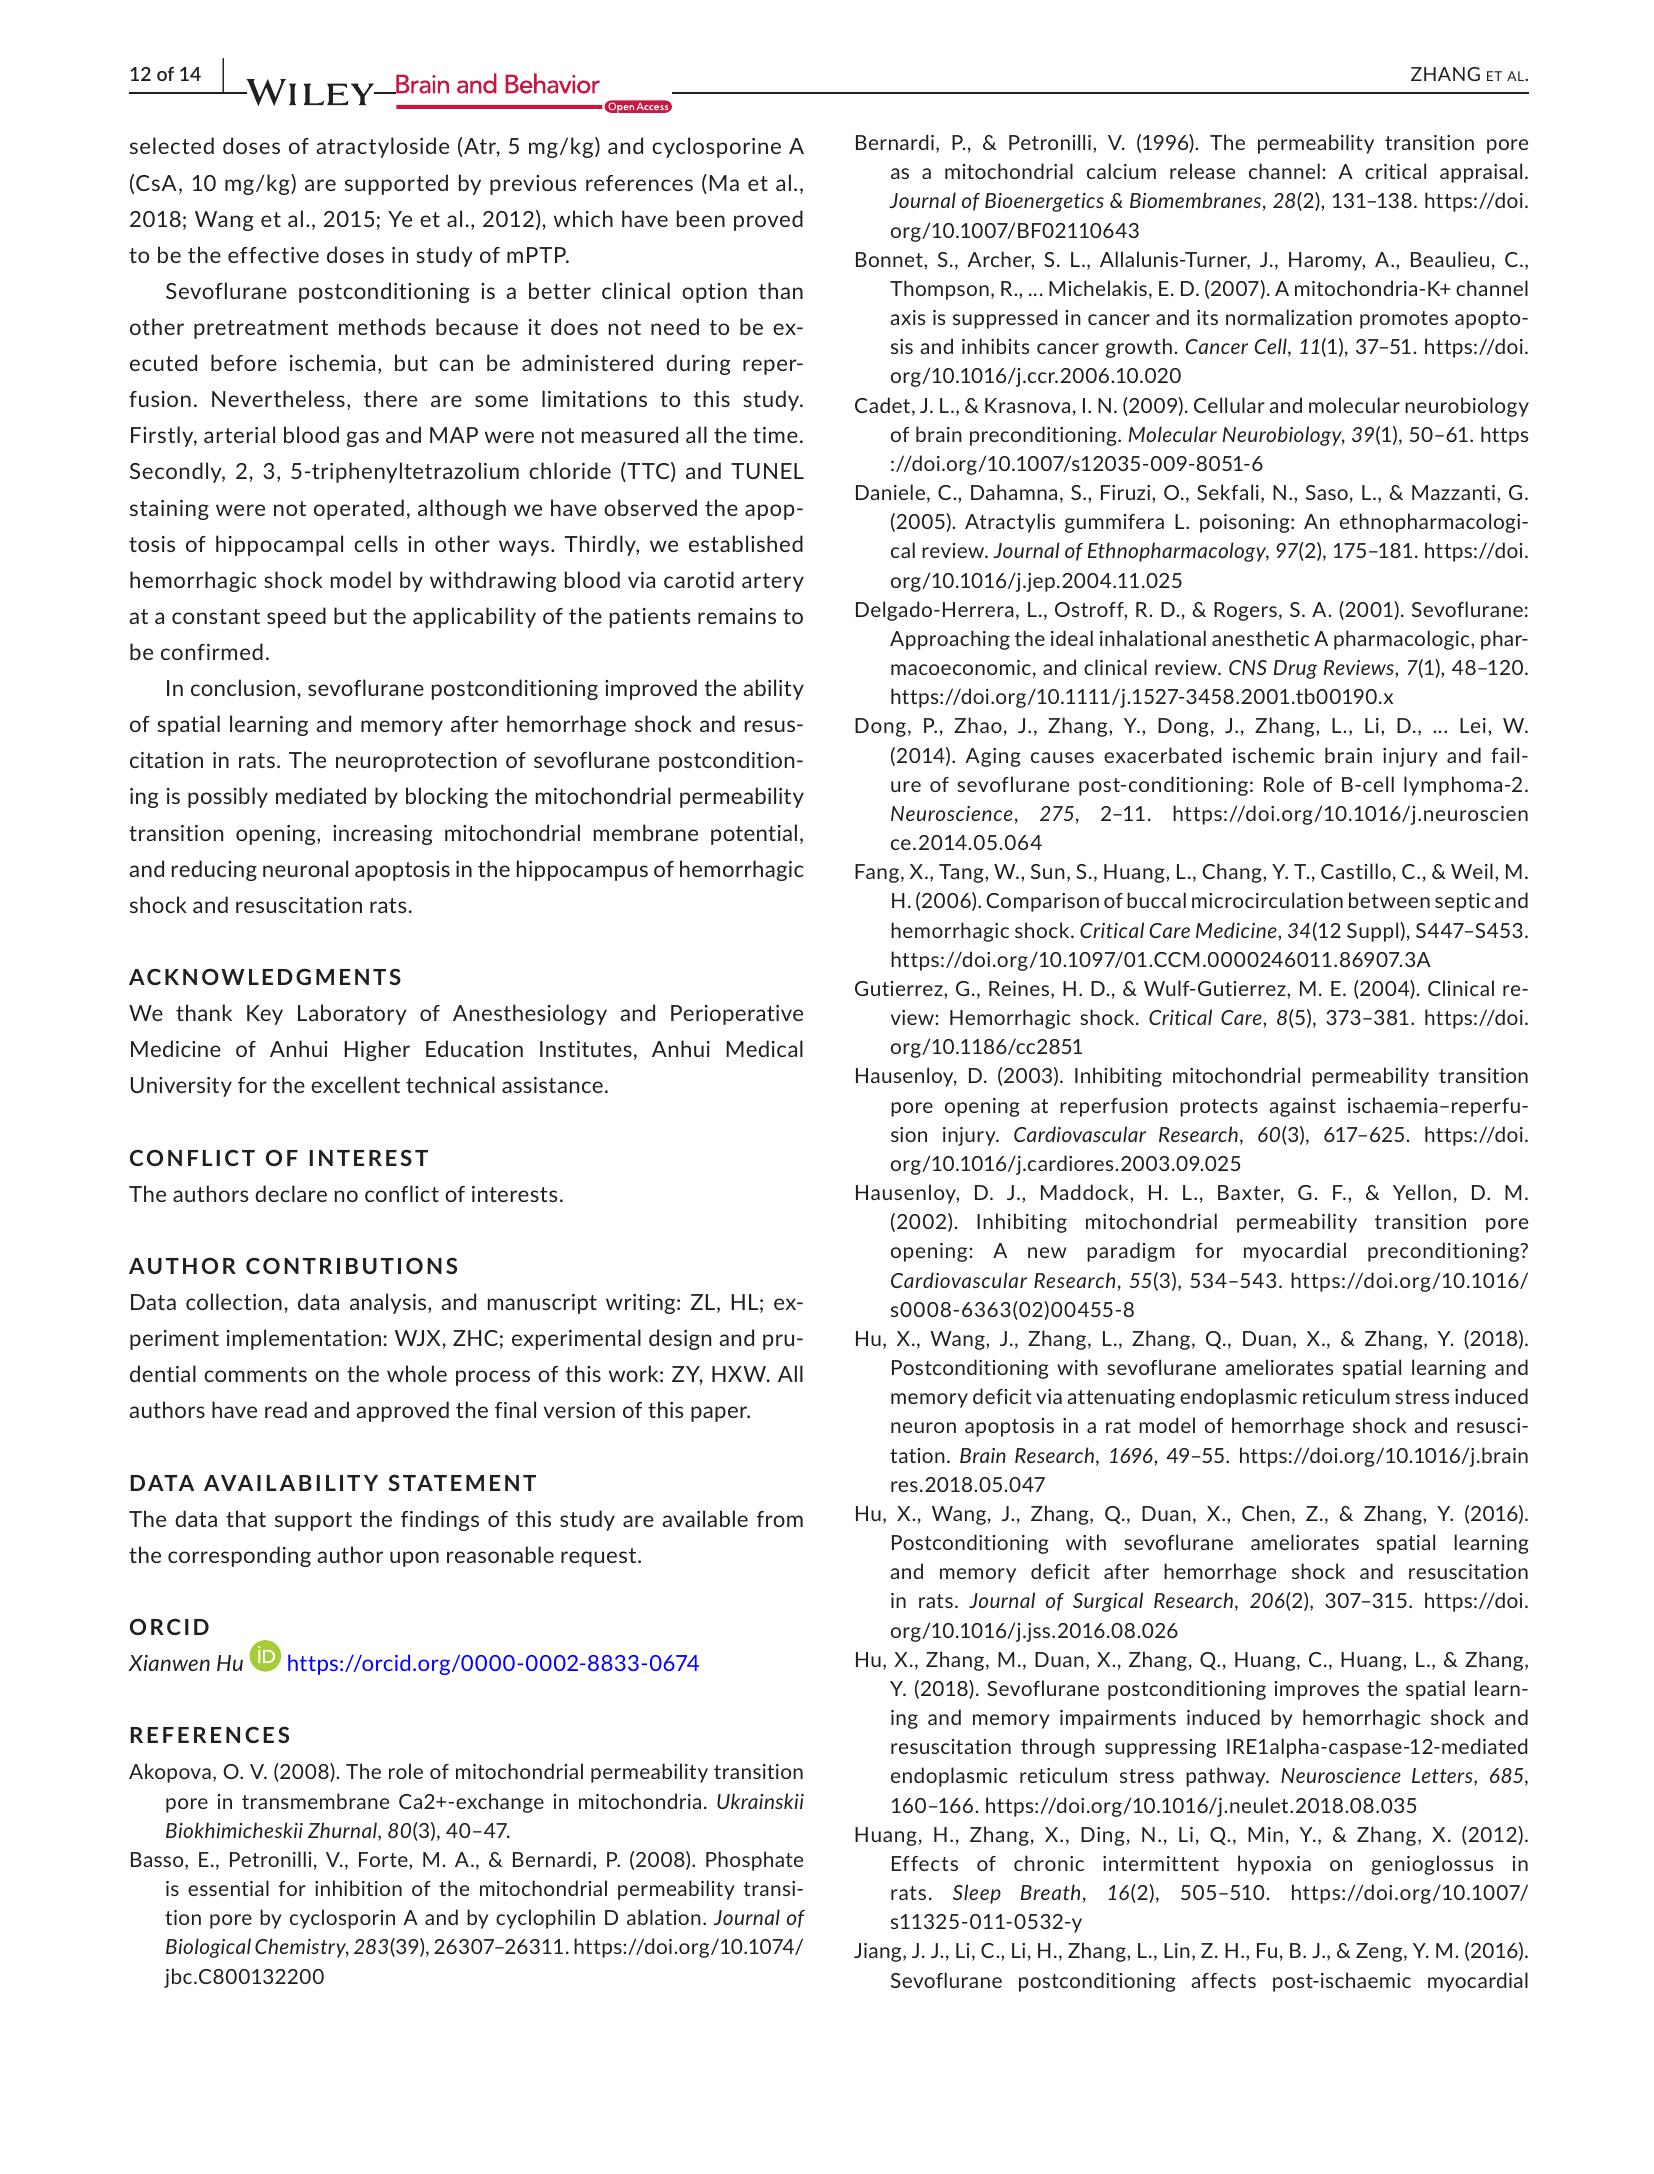 12 of 14
WILEY
Brain and Behavior
Open Access
ZHANG ET AL.
selected doses of atractyloside (Atr, 5 mg/kg) and cyclosporine A
(CsA, 10 mg/kg) are supported by previous references (Ma et al.,
2018; Wang et al., 2015; Ye et al., 2012), which have been proved
to be the effective doses in study of mPTP.
Sevoflurane postconditioning is a better clinical option than
other pretreatment methods because it does not need to be ex-
ecuted before ischemia, but can be administered during reper-
fusion. Nevertheless, there are some limitations to this study.
Firstly, arterial blood gas and MAP were not measured all the time.
Secondly, 2, 3, 5-triphenyltetrazolium chloride (TTC) and TUNEL
staining were not operated, although we have observed the apop-
tosis of hippocampal cells in other ways. Thirdly, we established
hemorrhagic shock model by withdrawing blood via carotid artery
at a constant speed but the applicability of the patients remains to
be confirmed.
In conclusion, sevoflurane postconditioning improved the ability
of spatial learning and memory after hemorrhage shock and resus-
citation in rats. The neuroprotection of sevoflurane postcondition-
ing is possibly mediated by blocking the mitochondrial permeability
transition opening, increasing mitochondrial membrane potential,
and reducing neuronal apoptosis in the hippocampus of hemorrhagic
shock and resuscitation rats.
ACKNOWLEDGMENTS
We thank Key Laboratory of Anesthesiology and Perioperative
Medicine of Anhui Higher Education Institutes, Anhui Medical
University for the excellent technical assistance.
CONFLICT OF INTEREST
The authors declare no conflict of interests.
AUTHOR CONTRIBUTIONS
Data collection, data analysis, and manuscript writing: ZL, HL; ex-
periment implementation: WJX, ZHC; experimental design and pru-
dential comments on the whole process of this work: ZY, HXW. All
authors have read and approved the final version of this paper.
DATA AVAILABILITY STATEMENT
The data that support the findings of this study are available from
the corresponding author upon reasonable request.
ORCID
Xianwen Hu iD https://orcid.org/0000-0002-8833-0674
REFERENCES
Akopova, O. V. (2008). The role of mitochondrial permeability transition
pore in transmembrane Ca2+-exchange in mitochondria. Ukrainskii
Biokhimicheskii Zhurnal, 80(3), 40–47.
Basso, E., Petronilli, V., Forte, M. A., & Bernardi, P. (2008). Phosphate
is essential for inhibition of the mitochondrial permeability transi-
tion pore by cyclosporin A and by cyclophilin D ablation. Journal of
Biological Chemistry, 283(39), 26307–26311. https://doi.org/10.1074/
jbc.C800132200
Bernardi, P., & Petronilli, V. (1996). The permeability transition pore
as a mitochondrial calcium release channel: A critical appraisal.
Journal of Bioenergetics & Biomembranes, 28(2), 131–138. https://doi.
org/10.1007/BF02110643
Bonnet, S., Archer, S. L., Allalunis-Turner, J., Haromy, A., Beaulieu, C.,
Thompson, R., ... Michelakis, E. D. (2007). A mitochondria-K+ channel
axis is suppressed in cancer and its normalization promotes apopto-
sis and inhibits cancer growth. Cancer Cell, 11(1), 37–51. https://doi.
org/10.1016/j.ccr.2006.10.020
Cadet, J. L., & Krasnova, I. N. (2009). Cellular and molecular neurobiology
of brain preconditioning. Molecular Neurobiology, 39(1), 50–61. https
://doi.org/10.1007/s12035-009-8051-6
Daniele, C., Dahamna, S., Firuzi, O., Sekfali, N., Saso, L., & Mazzanti, G.
(2005). Atractylis gummifera L. poisoning: An ethnopharmacologi-
cal review. Journal of Ethnopharmacology, 97(2), 175–181. https://doi.
org/10.1016/j.jep.2004.11.025
Delgado-Herrera, L., Ostroff, R. D., & Rogers, S. A. (2001). Sevoflurane:
Approaching the ideal inhalational anesthetic A pharmacologic, phar-
macoeconomic, and clinical review. CNS Drug Reviews, 7(1), 48–120.
https://doi.org/10.1111/j.1527-3458.2001.tb00190.x
Dong, P., Zhao, J., Zhang, Y., Dong, J., Zhang, L., Li, D., ... Lei, W.
(2014). Aging causes exacerbated ischemic brain injury and fail-
ure of sevoflurane post-conditioning: Role of B-cell lymphoma-2.
Neuroscience, 275, 2–11. https://doi.org/10.1016/j.neuroscien
ce.2014.05.064
Fang, X., Tang, W., Sun, S., Huang, L., Chang, Y. T., Castillo, C., & Weil, M.
H. (2006). Comparison of buccal microcirculation between septic and
hemorrhagic shock. Critical Care Medicine, 34(12 Suppl), S447–S453.
https://doi.org/10.1097/01.CCM.0000246011.86907.3A
Gutierrez, G., Reines, H. D., & Wulf-Gutierrez, M. E. (2004). Clinical re-
view: Hemorrhagic shock. Critical Care, 8(5), 373–381. https://doi.
org/10.1186/cc2851
Hausenloy, D. (2003). Inhibiting mitochondrial permeability transition
pore opening at reperfusion protects against ischaemia–reperfu-
sion injury. Cardiovascular Research, 60(3), 617–625. https://doi.
org/10.1016/j.cardiores.2003.09.025
Hausenloy, D. J., Maddock, H. L., Baxter, G. F., & Yellon, D. M.
(2002). Inhibiting mitochondrial permeability transition pore
opening: A new paradigm for myocardial preconditioning?
Cardiovascular Research, 55(3), 534–543. https://doi.org/10.1016/
s0008-6363(02)00455-8
Hu, X., Wang, J., Zhang, L., Zhang, Q., Duan, X., & Zhang, Y. (2018).
Postconditioning with sevoflurane ameliorates spatial learning and
memory deficit via attenuating endoplasmic reticulum stress induced
neuron apoptosis in a rat model of hemorrhage shock and resusci-
tation. Brain Research, 1696, 49–55. https://doi.org/10.1016/j.brain
res.2018.05.047
Hu, X., Wang, J., Zhang, Q., Duan, X., Chen, Z., & Zhang, Y. (2016).
Postconditioning with sevoflurane ameliorates spatial learning
and memory deficit after hemorrhage shock and resuscitation
in rats. Journal of Surgical Research, 206(2), 307–315. https://doi.
org/10.1016/j.jss.2016.08.026
Hu, X., Zhang, M., Duan, X., Zhang, Q., Huang, C., Huang, L., & Zhang,
Y. (2018). Sevoflurane postconditioning improves the spatial learn-
ing and memory impairments induced by hemorrhagic shock and
resuscitation through suppressing IRE1alpha-caspase-12-mediated
endoplasmic reticulum stress pathway. Neuroscience Letters, 685,
160–166. https://doi.org/10.1016/j.neulet.2018.08.035
Huang, H., Zhang, X., Ding, N., Li, Q., Min, Y., & Zhang, X. (2012).
Effects of chronic intermittent hypoxia on genioglossus in
rats. Sleep Breath, 16(2), 505–510. https://doi.org/10.1007/
s11325-011-0532-y
Jiang, J. J., Li, C., Li, H., Zhang, L., Lin, Z. H., Fu, B. J., & Zeng, Y. M. (2016).
Sevoflurane postconditioning affects post-ischaemic myocardial